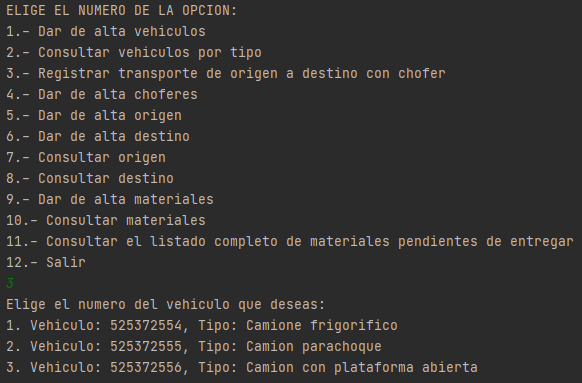 ELIGE EL NUMERO DE LA OPCION:
1.- Dar de alta vehiculos
2.- Consultar vehiculos por tipo
3.- Registrar transporte de origen a destino con chofer
4.- Dar de alta choferes
5.- Dar de alta origen
6.- Dar de alta destino
7.- Consultar origen
8.- Consultar destino
9.- Dar de alta materiales
10.- Consultar materiales
11.- Consultar el listado completo de materiales pendientes de entregar
12.- Salir
3
Elige el numero del vehiculo que deseas:
1. Vehiculo: 525372554, Tipo: Camione frigorifico
2. Vehiculo: 525372555, Tipo: Camion parachoque
3. Vehiculo: 525372556, Tipo: Camion con plataforma abierta